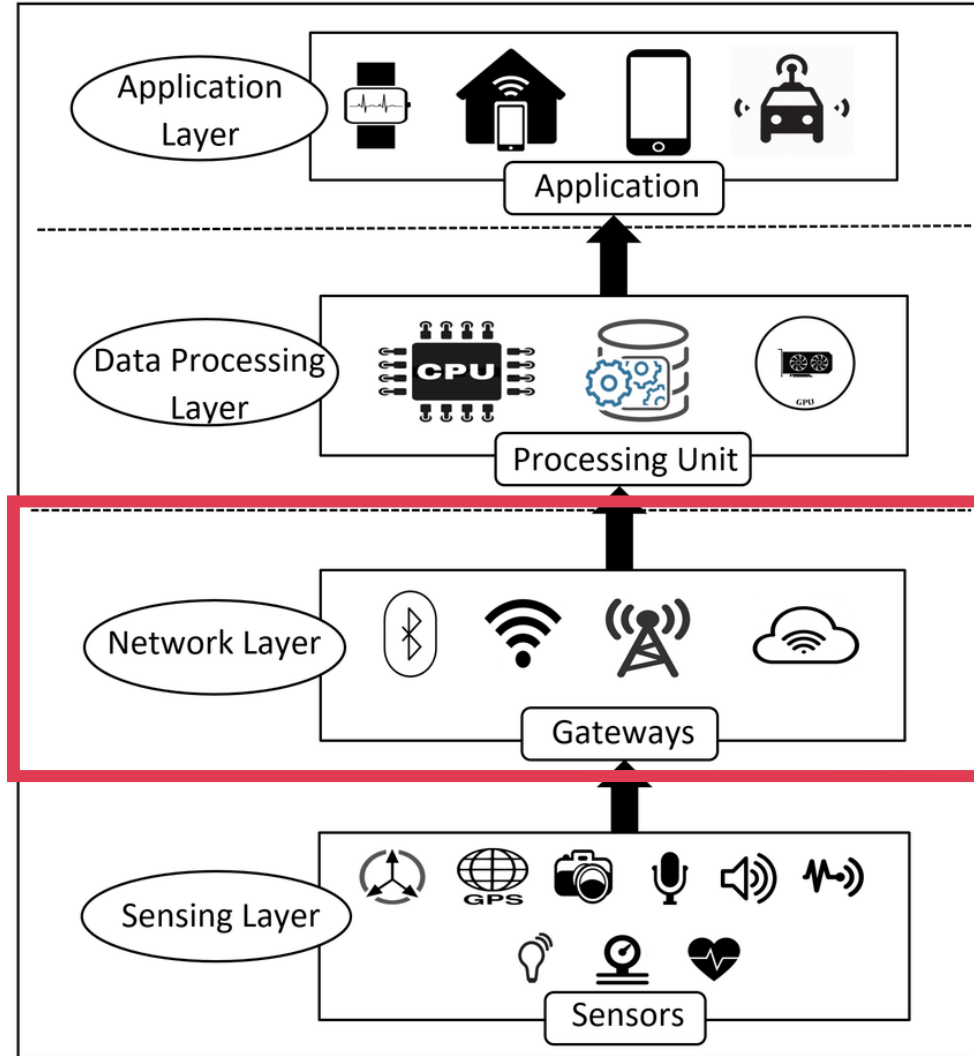 Application
Layer
Application
Data Processing
Layer
CPU
GPU
Processing Unit
Network Layer
Gateways
Sensing Layer
GPS
Sensors